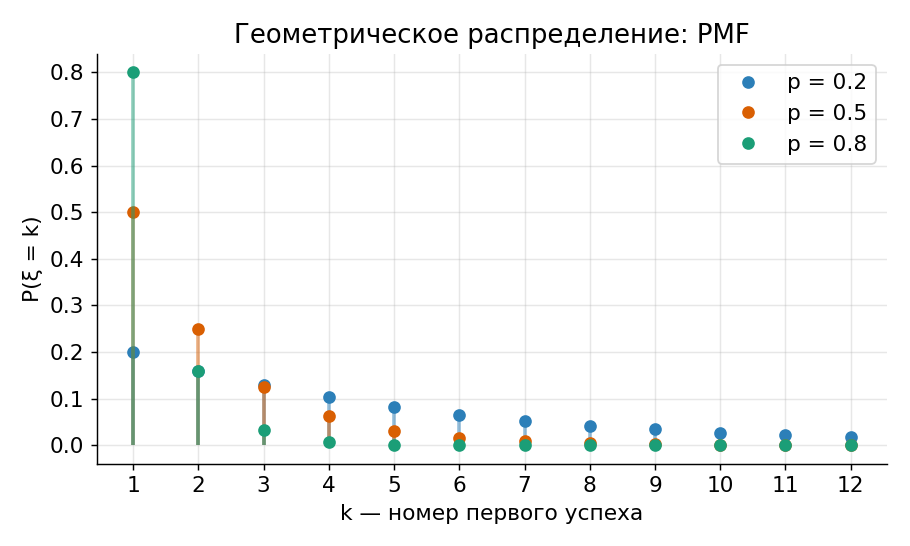 Геометрическое распределение: PMF
p = 0.2
p = 0.5
p = 0.8
P(ξ = k)
0.8
0.7
0.6
0.5
0.4
0.3
0.2
0.1
0.0
1 2 3 4 5 6 7 8 9 10 11 12
k — номер первого успеха